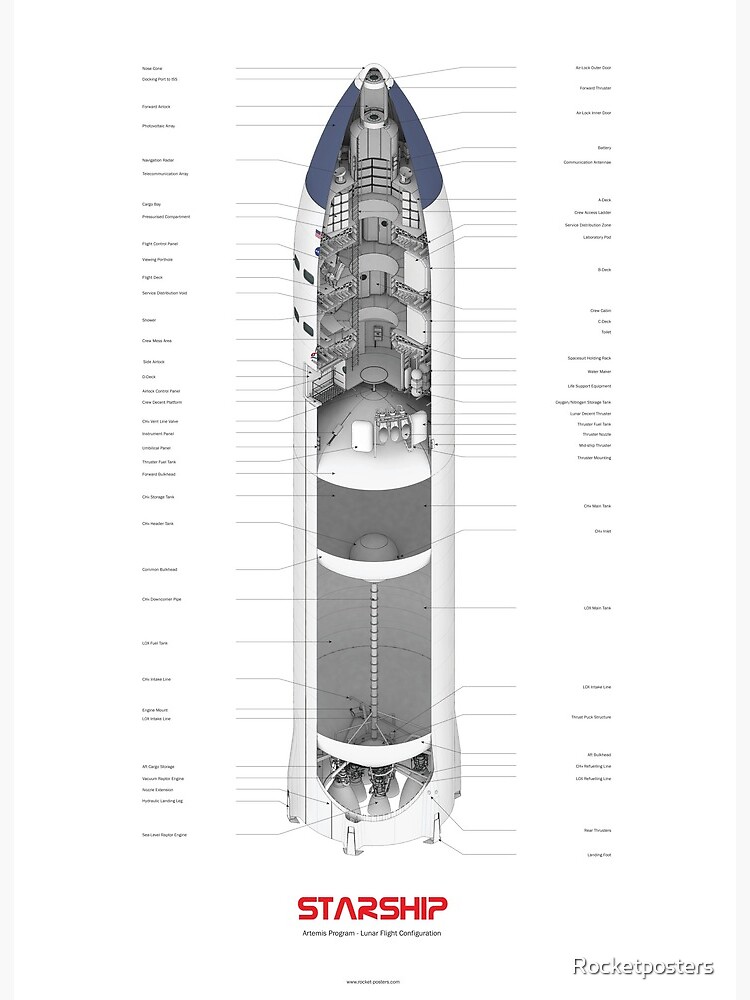 Nose Cone
Docking Port to ISS
Forward Airlock
Photovoltaic Array
Navigation Radar
Telecommunication Array
Cargo Bay
Pressurised Compartment
Flight Control Panel
Viewing Porthole
Flight Deck
Service Distribution Void
Shower
Crew Mess Area
Side Airlock
D-Deck
Airlock Control Panel
Crew Decent Platform
CH₄ Vent Line Valve
Instrument Panel
Umbilical Panel
Thruster Fuel Tank
Forward Bulkhead
CH₄ Storage Tank
CH₄ Header Tank
Common Bulkhead
CH₄ Downcomer Pipe
LOX Fuel Tank
CH₄ Intake Line
Engine Mount
LOX Intake Line
Aft Cargo Storage
Vacuum Raptor Engine
Nozzle Extension
Hydraulic Landing Leg
Sea-Level Raptor Engine
Air-Lock Outer Door
Forward Thruster
Air-Lock Inner Door
Battery
Communication Antennae
A-Deck
Crew Access Ladder
Service Distribution Zone
Laboratory Pod
B-Deck
Crew Cabin
C-Deck
Toilet
Spacesuit Holding Rack
Water Maker
Life Support Equipment
Oxygen/Nitrogen Storage Tank
Lunar Decent Thruster
Thruster Fuel Tank
Thruster Nozzle
Mid-ship Thruster
Thruster Mounting
CH₄ Main Tank
CH₄ Inlet
LOX Main Tank
LOX Intake Line
Thrust Puck Structure
Aft Bulkhead
CH₄ Refuelling Line
LOX Refuelling Line
Rear Thrusters
Landing Foot
STARSHIP
Artemis Program - Lunar Flight Configuration
www.rocket-posters.com
Rocketposters